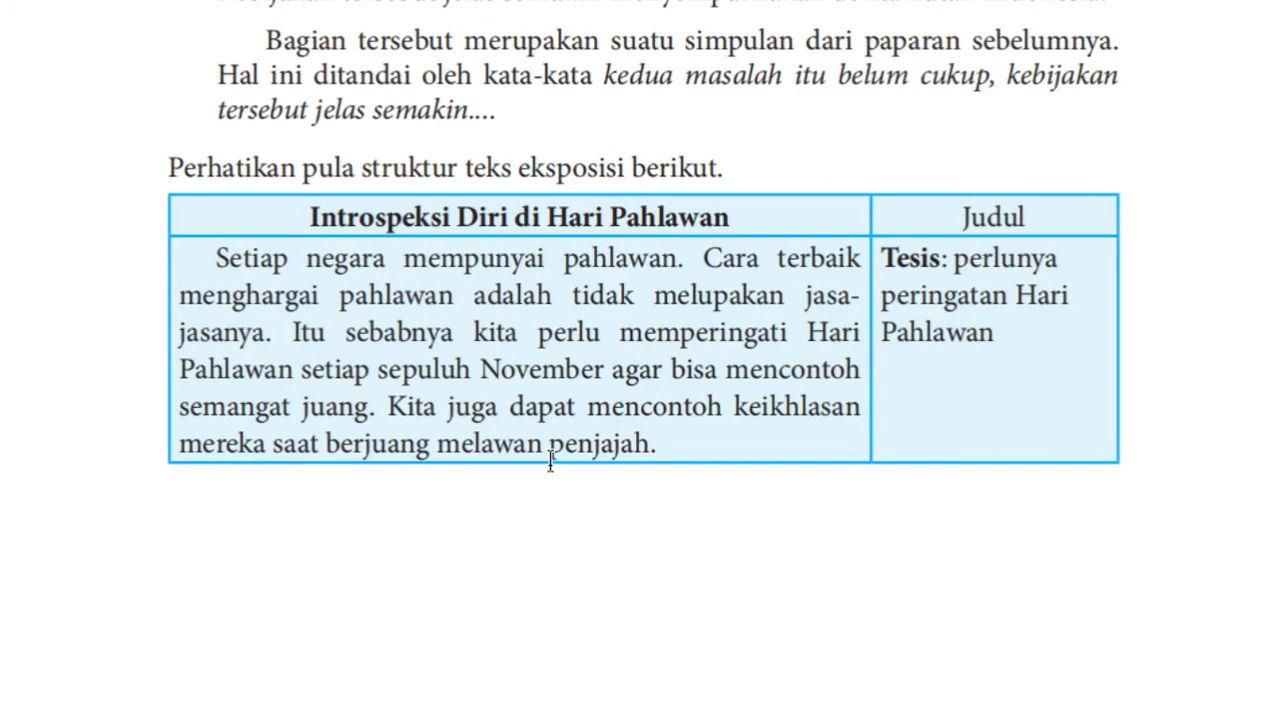 Bagian tersebut merupakan suatu simpulan dari paparan sebelumnya.
Hal ini ditandai oleh kata-kata kedua masalah itu belum cukup, kebijakan
tersebut jelas semakin....
Perhatikan pula struktur teks eksposisi berikut.
Introspeksi Diri di Hari Pahlawan
Judul
Setiap negara mempunyai pahlawan. Cara terbaik
menghargai pahlawan adalah tidak melupakan jasa-
jasanya. Itu sebabnya kita perlu memperingati Hari
Pahlawan setiap sepuluh November agar bisa mencontoh
semangat juang. Kita juga dapat mencontoh keikhlasan
mereka saat berjuang melawan penjajah.
Tesis: perlunya
peringatan Hari
Pahlawan